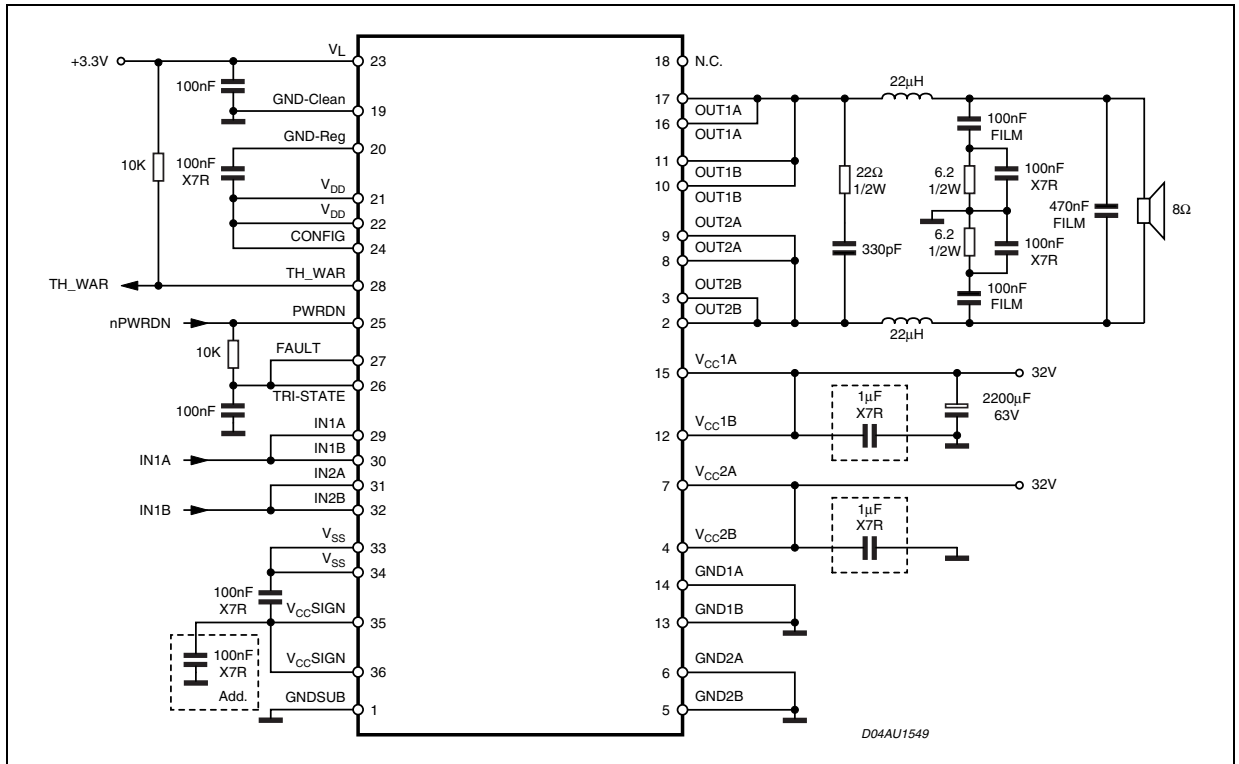 +3.3V
VL
23
100nF
GND-Clean
19
GND-Reg
20
10K
100nF
X7R
VDD
21
VDD
22
CONFIG
24
TH_WAR
TH_WAR
28
nPWRDN
PWRDN
25
10K
FAULT
27
26
TRI-STATE
100nF
IN1A
29
IN1A
IN1B
30
IN2A
31
IN1B
IN2B
32
VSS
33
VSS
34
100nF
X7R
VCCSIGN
35
100nF
X7R
Add.
VCCSIGN
36
GNDSUB
1
18
N.C.
17
OUT1A
16
OUT1A
11
OUT1B
10
OUT1B
OUT2A
9
OUT2A
8
OUT2B
3
OUT2B
2
22Ω
1/2W
330pF
22μH
22μH
100nF
FILM
6.2
1/2W
100nF
X7R
6.2
1/2W
100nF
X7R
100nF
FILM
470nF
FILM
8Ω
VCC1A
15
32V
1μF
X7R
2200μF
63V
VCC1B
12
VCC2A
7
32V
1μF
X7R
VCC2B
4
GND1A
14
GND1B
13
GND2A
6
GND2B
5
D04AU1549